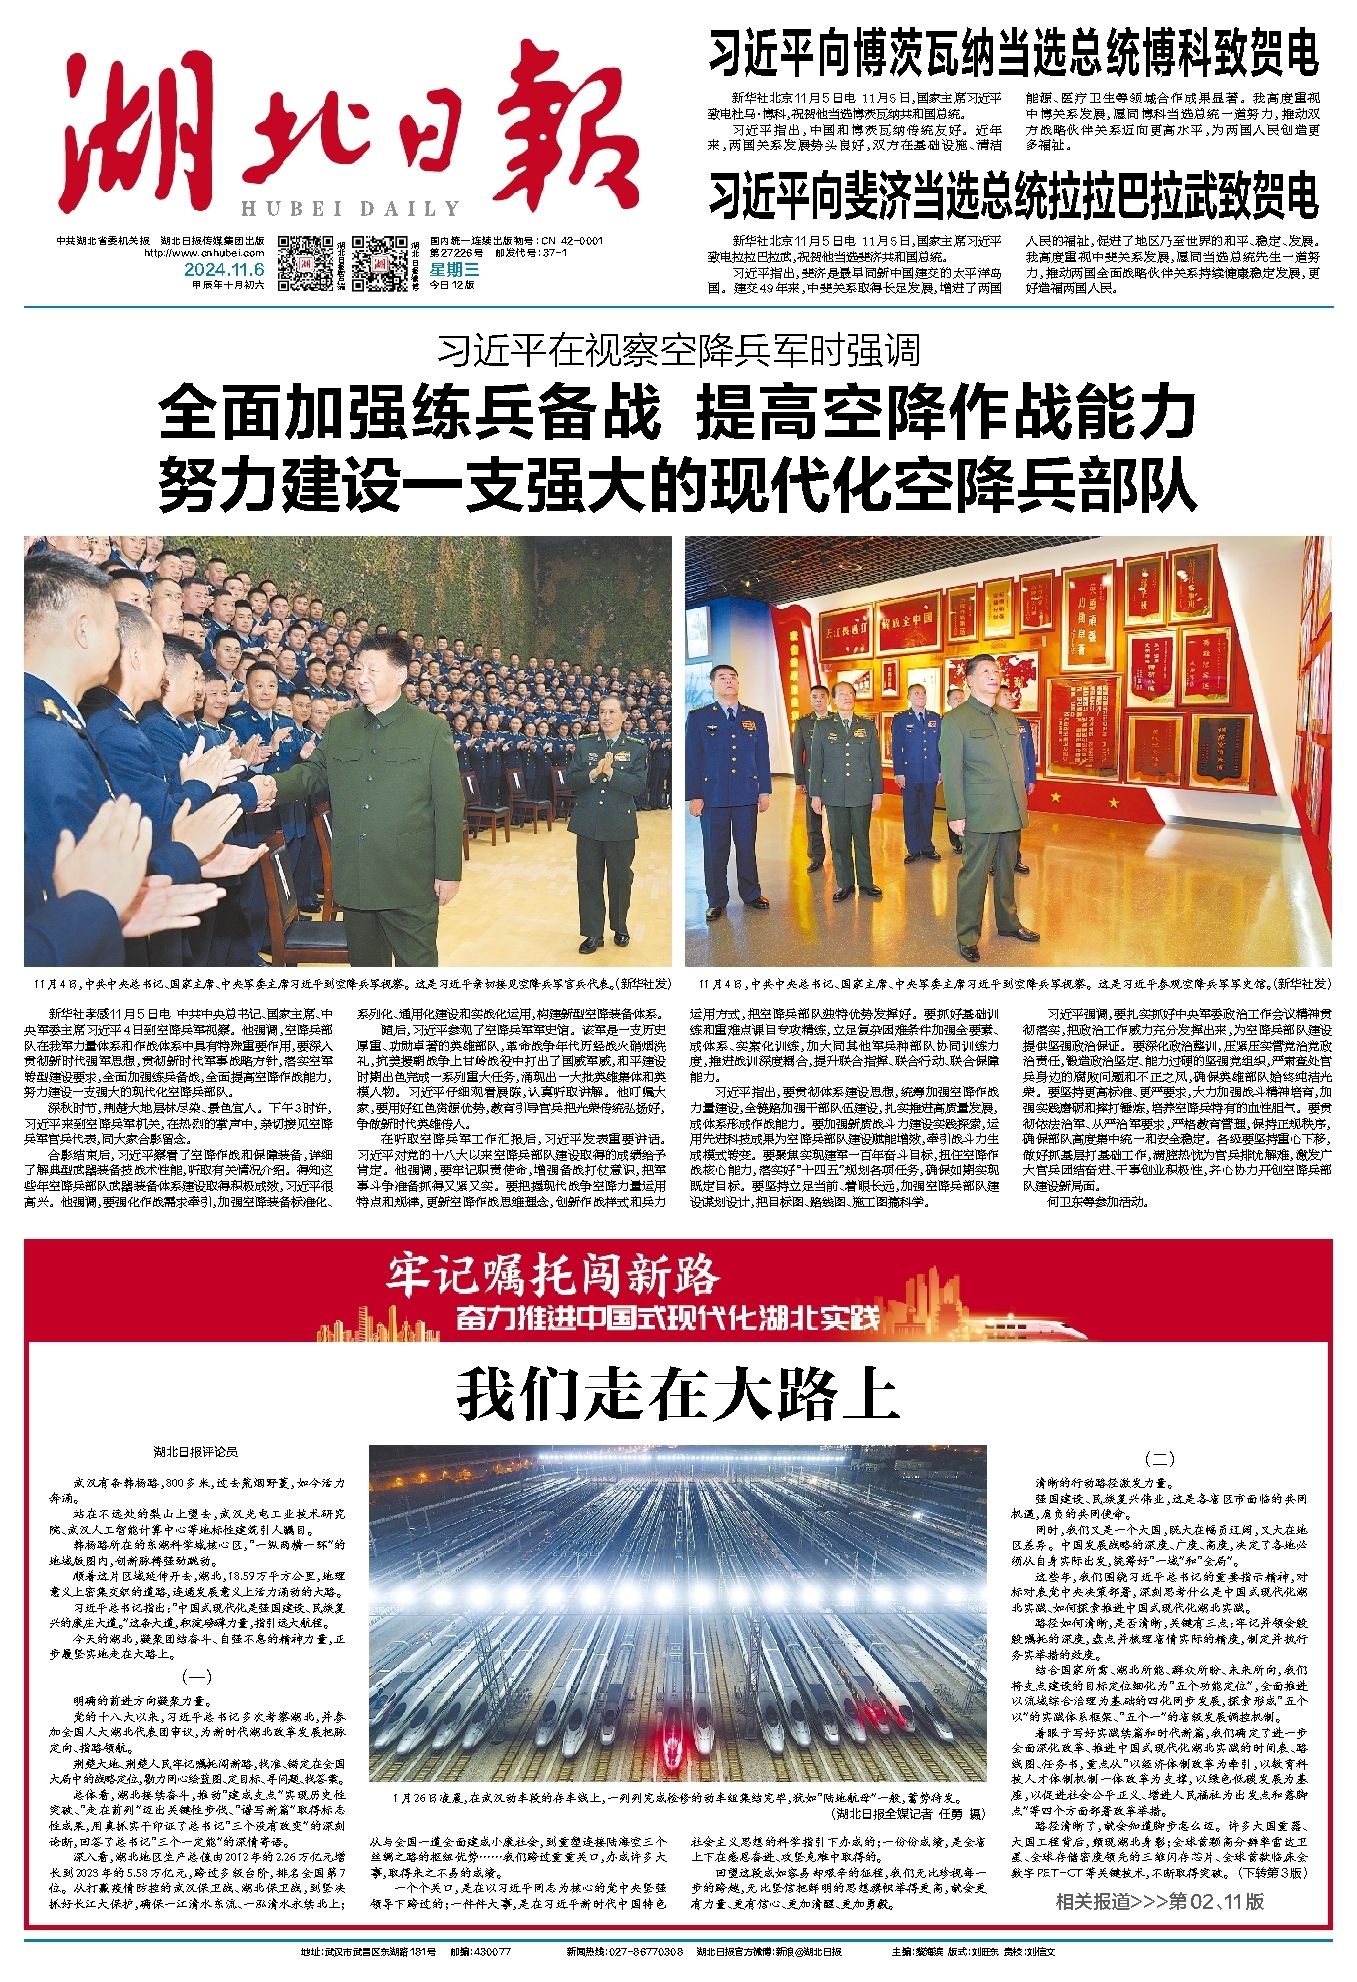 湖北日报
HUBEI DAILY
中共湖北省委机关报 湖北日报传媒集团出版
http://www.cnhubei.com
2024.11.6
甲辰年十月初六
国内统一连续出版物号:CN 42-0001
第27226号 邮发代号:37-1
星期三
今日12版
习近平向博茨瓦纳当选总统博科致贺电
新华社北京11月5日电 11月5日,国家主席习近平
致电杜马·博科,祝贺他当选博茨瓦纳共和国总统。
习近平指出,中国和博茨瓦纳传统友好。近年
来,两国关系发展势头良好,双方在基础设施、清洁
能源、医疗卫生等领域合作成果显著。我高度重视
中博关系发展,愿同博科当选总统一道努力,推动双
方战略伙伴关系迈向更高水平,为两国人民创造更
多福祉。
习近平向斐济当选总统拉拉巴拉武致贺电
新华社北京11月5日电 11月5日,国家主席习近平
致电拉拉巴拉武,祝贺他当选斐济共和国总统。
习近平指出,斐济是最早同新中国建交的太平洋岛
国。建交49年来,中斐关系取得长足发展,增进了两国
人民的福祉,促进了地区乃至世界的和平、稳定、发展。
我高度重视中斐关系发展,愿同当选总统先生一道努
力,推动两国全面战略伙伴关系持续健康稳定发展,更
好造福两国人民。
习近平在视察空降兵军时强调
全面加强练兵备战 提高空降作战能力
努力建设一支强大的现代化空降兵部队
11月4日,中共中央总书记、国家主席、中央军委主席习近平到空降兵军视察。这是习近平亲切接见空降兵军官兵代表。(新华社发)
11月4日,中共中央总书记、国家主席、中央军委主席习近平到空降兵军视察。这是习近平参观空降兵军军史馆。(新华社发)
新华社孝感11月5日电 中共中央总书记、国家主席、中
央军委主席习近平4日到空降兵军视察。他强调,空降兵部
队在我军力量体系和作战体系中具有特殊重要作用,要深入
贯彻新时代强军思想,贯彻新时代军事战略方针,落实空军
转型建设要求,全面加强练兵备战,全面提高空降作战能力,
努力建设一支强大的现代化空降兵部队。
深秋时节,荆楚大地层林尽染、景色宜人。下午3时许,
习近平来到空降兵军机关,在热烈的掌声中,亲切接见空降
兵军官兵代表,同大家合影留念。
合影结束后,习近平察看了空降作战和保障装备,详细
了解典型武器装备技战术性能,听取有关情况介绍。得知这
些年空降兵部队武器装备体系建设取得积极成效,习近平很
高兴。他强调,要强化作战需求牵引,加强空降装备标准化、
系列化、通用化建设和实战化运用,构建新型空降装备体系。
随后,习近平参观了空降兵军军史馆。该军是一支历史
厚重、功勋卓著的英雄部队,革命战争年代历经战火硝烟洗
礼,抗美援朝战争上甘岭战役中打出了国威军威,和平建设
时期出色完成一系列重大任务,涌现出一大批英雄集体和英
模人物。习近平仔细观看展陈,认真听取讲解。他叮嘱大
家,要用好红色资源优势,教育引导官兵把光荣传统弘扬好,
争做新时代英雄传人。
在听取空降兵军工作汇报后,习近平发表重要讲话。
习近平对党的十八大以来空降兵部队建设取得的成绩给予
肯定。他强调,要牢记职责使命,增强备战打仗意识,把军
事斗争准备抓得又紧又实。要把握现代战争空降力量运用
特点和规律,更新空降作战思维理念,创新作战样式和兵力
运用方式,把空降兵部队独特优势发挥好。要抓好基础训
练和重难点课目专攻精练,立足复杂困难条件加强全要素、
成体系、实案化训练,加大同其他军兵种部队协同训练力
度,推进战训深度耦合,提升联合指挥、联合行动、联合保障
能力。
习近平指出,要贯彻体系建设思想,统筹加强空降作战
力量建设,全链路加强干部队伍建设,扎实推进高质量发展,
成体系形成作战能力。要加强新质战斗力建设实践探索,运
用先进科技成果为空降兵部队建设赋能增效,牵引战斗力生
成模式转变。要聚焦实现建军一百年奋斗目标,扭住空降作
战核心能力,落实好“十四五”规划各项任务,确保如期实现
既定目标。要坚持立足当前、着眼长远,加强空降兵部队建
设谋划设计,把目标图、路线图、施工图搞科学。
习近平强调,要扎实抓好中央军委政治工作会议精神贯
彻落实,把政治工作威力充分发挥出来,为空降兵部队建设
提供坚强政治保证。要深化政治整训,压紧压实管党治党政
治责任,锻造政治坚定、能力过硬的坚强党组织,严肃查处官
兵身边的腐败问题和不正之风,确保英雄部队始终纯洁光
荣。要坚持更高标准、更严要求,大力加强战斗精神培育,加
强实践磨砺和摔打锤炼,培养空降兵特有的血性胆气。要贯
彻依法治军、从严治军要求,严格教育管理,保持正规秩序,
确保部队高度集中统一和安全稳定。各级要坚持重心下移,
做好抓基层打基础工作,满腔热忱为官兵排忧解难,激发广
大官兵团结奋进、干事创业积极性,齐心协力开创空降兵部
队建设新局面。
何卫东等参加活动。
牢记嘱托闯新路
奋力推进中国式现代化湖北实践
我们走在大路上
湖北日报评论员
武汉有条韩杨路,800多米,过去荒烟野蔓,如今活力
奔涌。
站在不远处的梨山上望去,武汉光电工业技术研究
院、武汉人工智能计算中心等地标性建筑引人瞩目。
韩杨路所在的东湖科学城核心区,“一纵两横一环”的
地域版图内,创新脉搏强劲跳动。
顺着这片区域延伸开去,湖北,18.59万平方公里,地理
意义上密集交织的道路,连通发展意义上活力涌动的大路。
习近平总书记指出:“中国式现代化是强国建设、民族复
兴的康庄大道。”这条大道,积淀磅礴力量,指引远大航程。
今天的湖北,凝聚团结奋斗、自强不息的精神力量,正
步履坚实地走在大路上。
(一)
明确的前进方向凝聚力量。
党的十八大以来,习近平总书记多次考察湖北,并参
加全国人大湖北代表团审议,为新时代湖北改革发展把脉
定向、指路领航。
荆楚大地、荆楚人民牢记嘱托闯新路,找准、锚定在全国
大局中的战略定位,勠力同心绘蓝图、定目标、寻问题、找答案。
总体看,湖北接续奋斗,推动“建成支点”实现历史性
突破、“走在前列”迈出关键性步伐、“谱写新篇”取得标志
性成果,用真抓实干印证了总书记“三个没有改变”的深刻
论断,回答了总书记“三个一定能”的深情寄语。
深入看,湖北地区生产总值由2012年的2.26万亿元增
长到2023年的5.58万亿元,跨过多级台阶,排名全国第7
位。从打赢疫情防控的武汉保卫战、湖北保卫战,到坚决
抓好长江大保护,确保一江清水东流、一泓清水永续北上;
1月26日凌晨,在武汉动车段的存车线上,一列列完成检修的动车组集结完毕,犹如“陆地航母”一般,蓄势待发。
(湖北日报全媒记者 任勇 摄)
从与全国一道全面建成小康社会,到重塑连接陆海空三个
丝绸之路的枢纽优势……我们跨过重重关口,办成许多大
事,取得来之不易的成绩。
一个个关口,是在以习近平同志为核心的党中央坚强
领导下跨过的;一件件大事,是在习近平新时代中国特色
社会主义思想的科学指引下办成的;一份份成绩,是全省
上下在感恩奋进、攻坚克难中取得的。
回望这段成如容易却艰辛的征程,我们无比珍视每一
步的跨越,无比坚信把鲜明的思想旗帜举得更高,就会更
有力量、更有信心、更加清醒、更加勇毅。
(二)
清晰的行动路径激发力量。
强国建设、民族复兴伟业,这是各省区市面临的共同
机遇,肩负的共同使命。
同时,我们又是一个大国,既大在幅员辽阔,又大在地
区差异。中国发展战略的深度、广度、高度,决定了各地必
须从自身实际出发,统筹好“一域”和“全局”。
这些年,我们围绕习近平总书记的重要指示精神,对
标对表党中央决策部署,深刻思考什么是中国式现代化湖
北实践、如何探索推进中国式现代化湖北实践。
路径如何清晰,是否清晰,关键有三点:牢记并领会殷
殷嘱托的深度,盘点并梳理省情实际的精度,制定并执行
务实举措的效度。
结合国家所需、湖北所能、群众所盼、未来所向,我们
将支点建设的目标定位细化为“五个功能定位”,全面推进
以流域综合治理为基础的四化同步发展,探索形成“五个
以”的实践体系框架、“五个一”的省级发展调控机制。
着眼于写好实践续篇和时代新篇,我们确定了进一步
全面深化改革、推进中国式现代化湖北实践的时间表、路
线图、任务书,重点从“以经济体制改革为牵引,以教育科
技人才体制机制一体改革为支撑,以绿色低碳发展为基
座,以促进社会公平正义、增进人民福祉为出发点和落脚
点”等四个方面部署改革举措。
路径清晰了,就会知道脚步怎么迈。许多大国重器、
大国工程背后,频现湖北身影;全球首颗高分辨率雷达卫
星、全球存储密度领先的三维闪存芯片、全球首款临床全
数字PET-CT等关键技术,不断取得突破。(下转第3版)
相关报道>>>第02、11版
地址:武汉市武昌区东湖路181号 邮编:430077 新闻热线:027-86770308 湖北日报官方微博:新浪@湖北日报 主编:黎海滨 版式:刘旺东 责校:刘信文